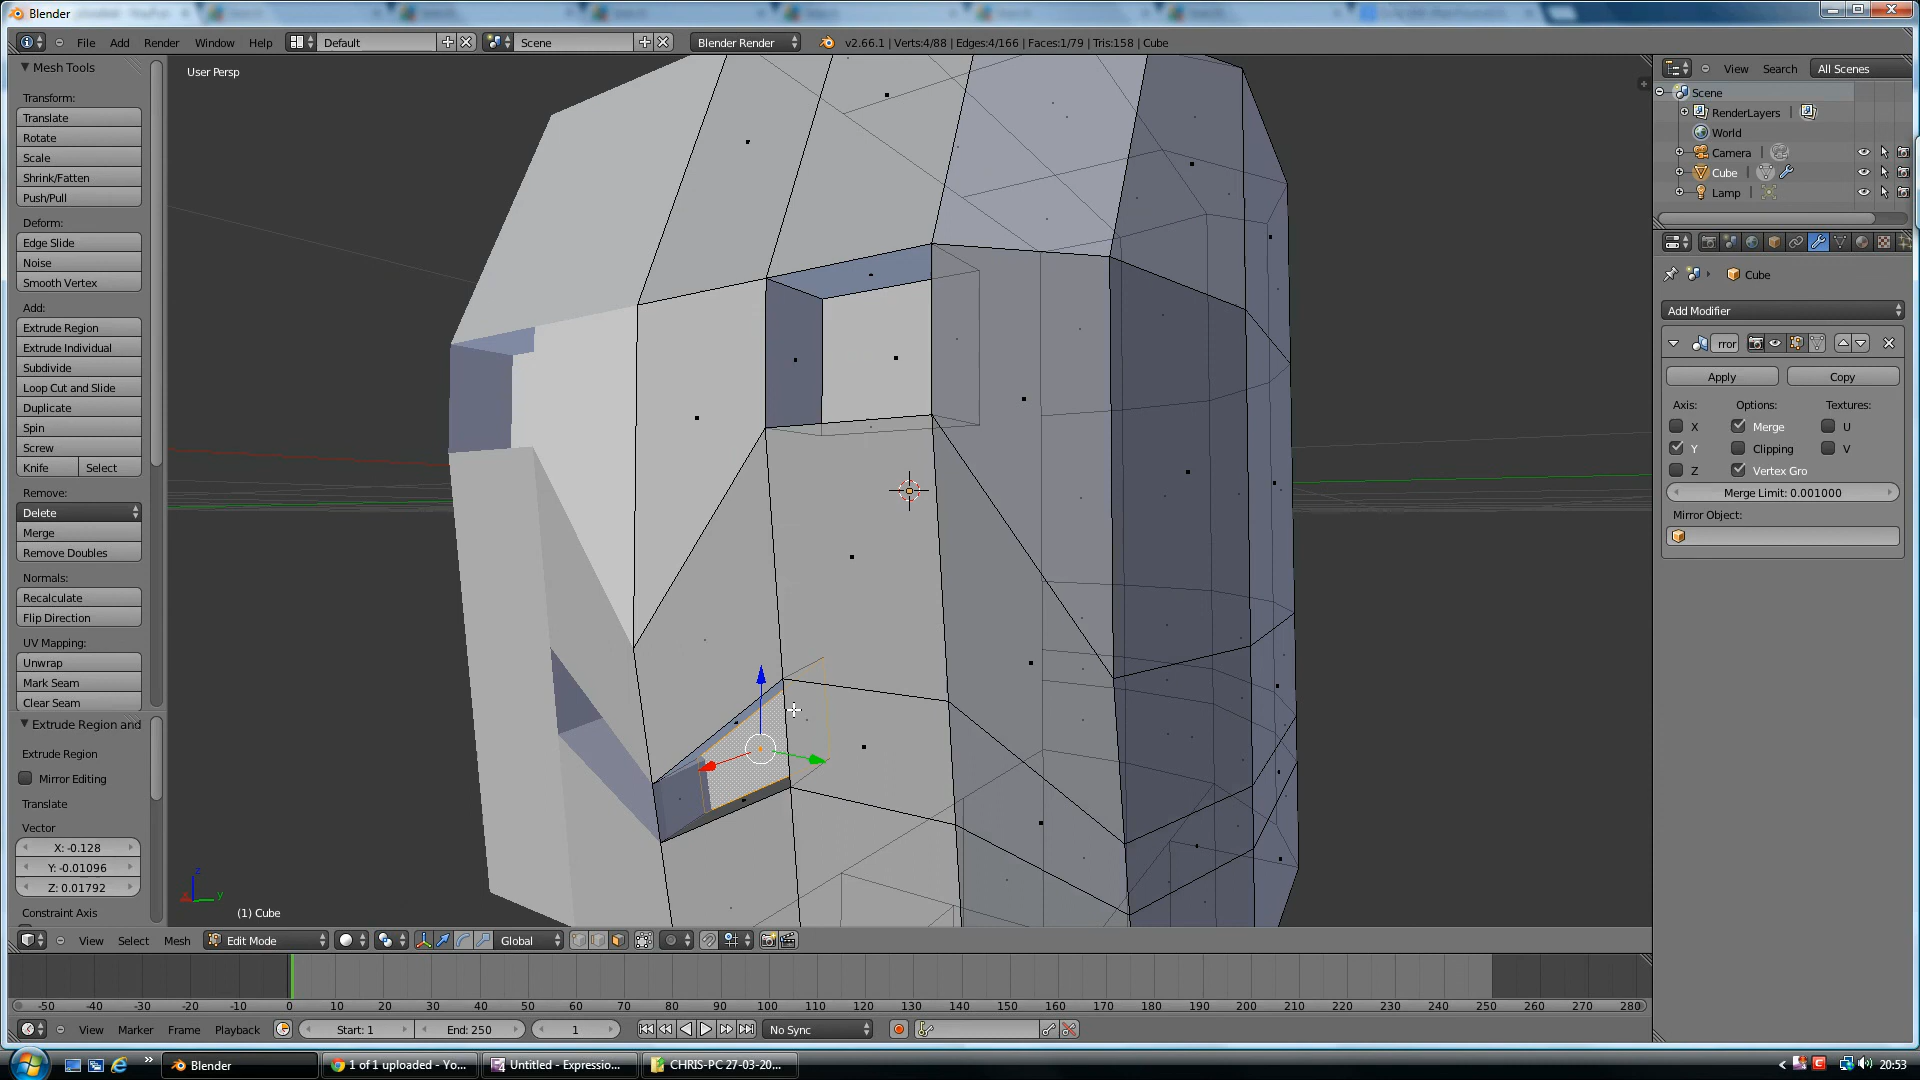 Blender
File Add Render Window Help Default Scene Blender Render v2.66.1 | Verts:4/88 | Edges:4/166 | Faces:1/79 | Tris:158 | Cube
Mesh Tools
Transform:
Translate
Rotate
Scale
Shrink/Fatten
Push/Pull
Deform:
Edge Slide
Noise
Smooth Vertex
Add:
Extrude Region
Extrude Individual
Subdivide
Loop Cut and Slide
Duplicate
Spin
Screw
Knife Select
Remove:
Delete
Merge
Remove Doubles
Normals:
Recalculate
Flip Direction
UV Mapping:
Unwrap
Mark Seam
Clear Seam
Extrude Region and
Extrude Region
Mirror Editing
Translate
Vector
X: -0.128
Y: -0.01096
Z: 0.01792
Constraint Axis
User Persp
z
y
(1) Cube
View Search All Scenes
Scene
RenderLayers
World
Camera
Cube
Lamp
Cube
Add Modifier
rror
Apply Copy
Axis: Options: Textures:
X Merge U
Y Clipping V
Z Vertex Gro
Merge Limit: 0.001000
Mirror Object:
View Select Mesh Edit Mode Global
-50 -40 -30 -20 -10 0 10 20 30 40 50 60 70 80 90 100 110 120 130 140 150 160 170 180 190 200 210 220 230 240 250 260 270 280
View Marker Frame Playback Start: 1 End: 250 1 No Sync
Blender 1 of 1 uploaded - Yo... Untitled - Expressio... CHRIS-PC 27-03-20... 20:53